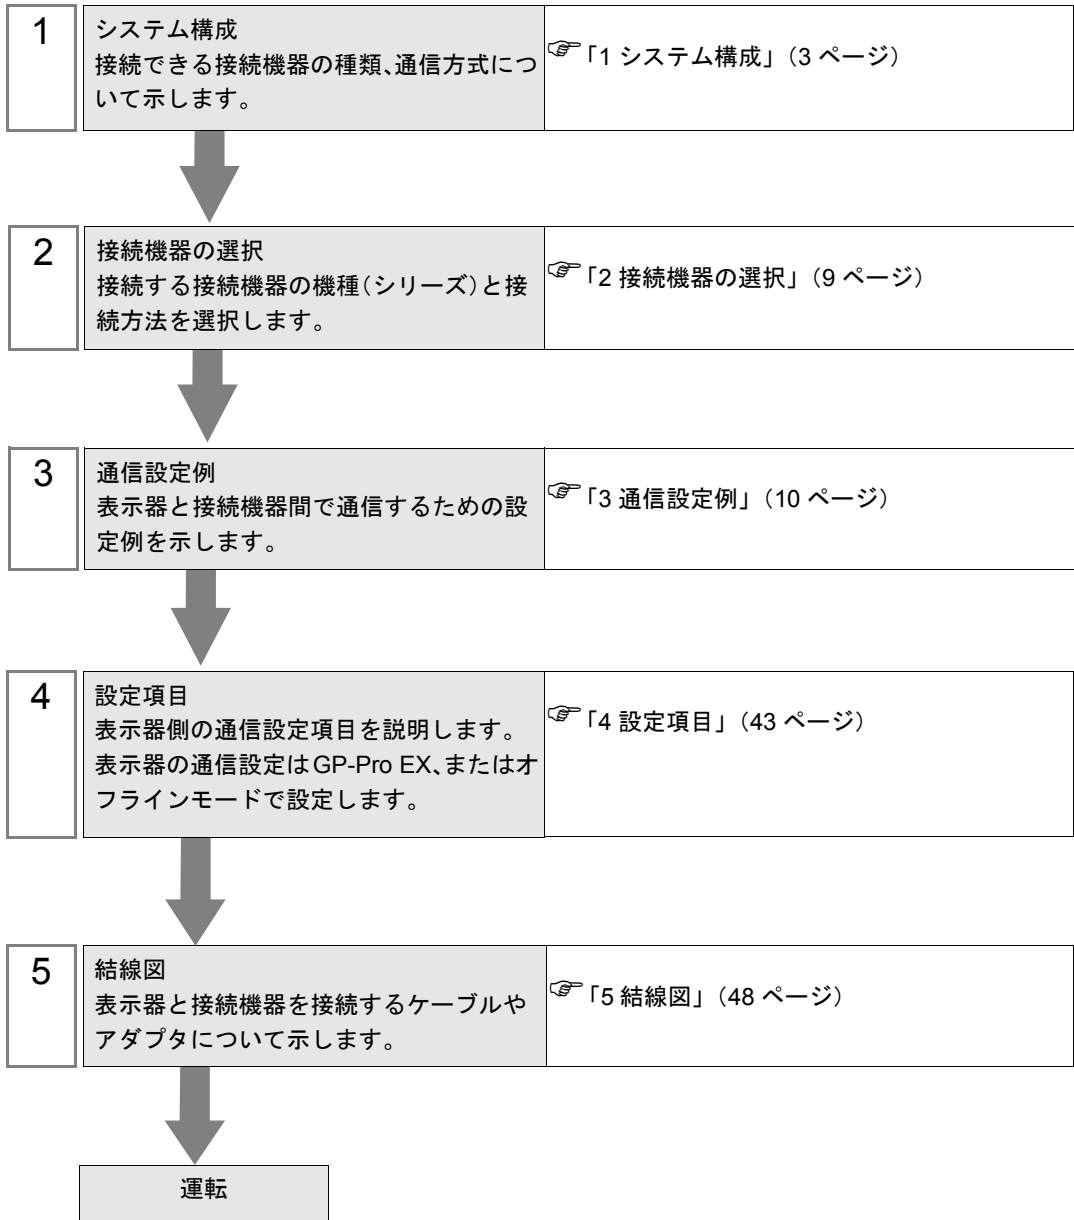 1
システム構成
接続できる接続機器の種類、通信方式につ
いて示します。
☞「1 システム構成」（3 ページ）
2
接続機器の選択
接続する接続機器の機種（シリーズ）と接
続方法を選択します。
☞「2 接続機器の選択」（9 ページ）
3
通信設定例
表示器と接続機器間で通信するための設
定例を示します。
☞「3 通信設定例」（10 ページ）
4
設定項目
表示器側の通信設定項目を説明します。
表示器の通信設定はGP-Pro EX、またはオ
フラインモードで設定します。
☞「4 設定項目」（43 ページ）
5
結線図
表示器と接続機器を接続するケーブルや
アダプタについて示します。
☞「5 結線図」（48 ページ）
運転